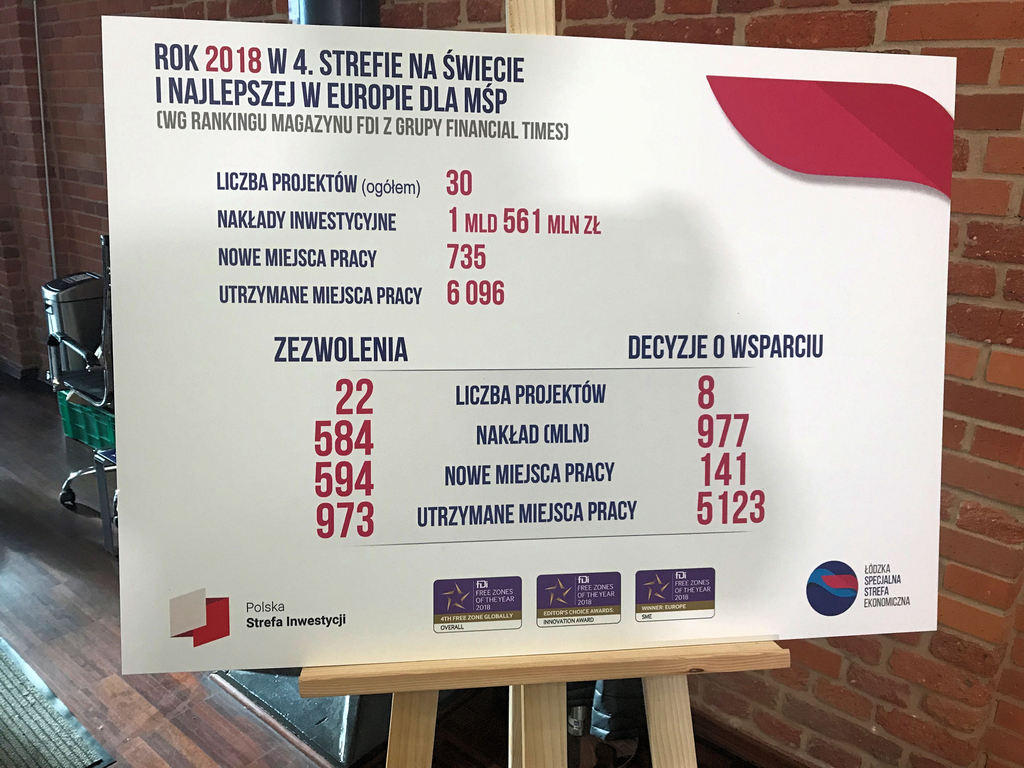 ROK 2018 W 4. STREFIE NA ŚWIECIE
I NAJLEPSZEJ W EUROPIE DLA MŚP
(WG RANKINGU MAGAZYNU FDI Z GRUPY FINANCIAL TIMES)
LICZBA PROJEKTÓW (ogółem) 30
NAKŁADY INWESTYCYJNE 1 MLD 561 MLN ZŁ
NOWE MIEJSCA PRACY 735
UTRZYMANE MIEJSCA PRACY 6 096
ZEZWOLENIA DECYZJE O WSPARCIU
22 LICZBA PROJEKTÓW 8
584 NAKŁAD (MLN) 977
594 NOWE MIEJSCA PRACY 141
973 UTRZYMANE MIEJSCA PRACY 5123
Polska
Strefa Inwestycji
fDi
FREE ZONES
OF THE YEAR
2018
4TH FREE ZONE GLOBALLY
OVERALL
fDi
FREE ZONES
OF THE YEAR
2018
EDITOR'S CHOICE AWARDS
INNOVATION AWARD
fDi
FREE ZONES
OF THE YEAR
2018
WINNER: EUROPE
SME
ŁÓDZKA
SPECJALNA
STREFA
EKONOMICZNA